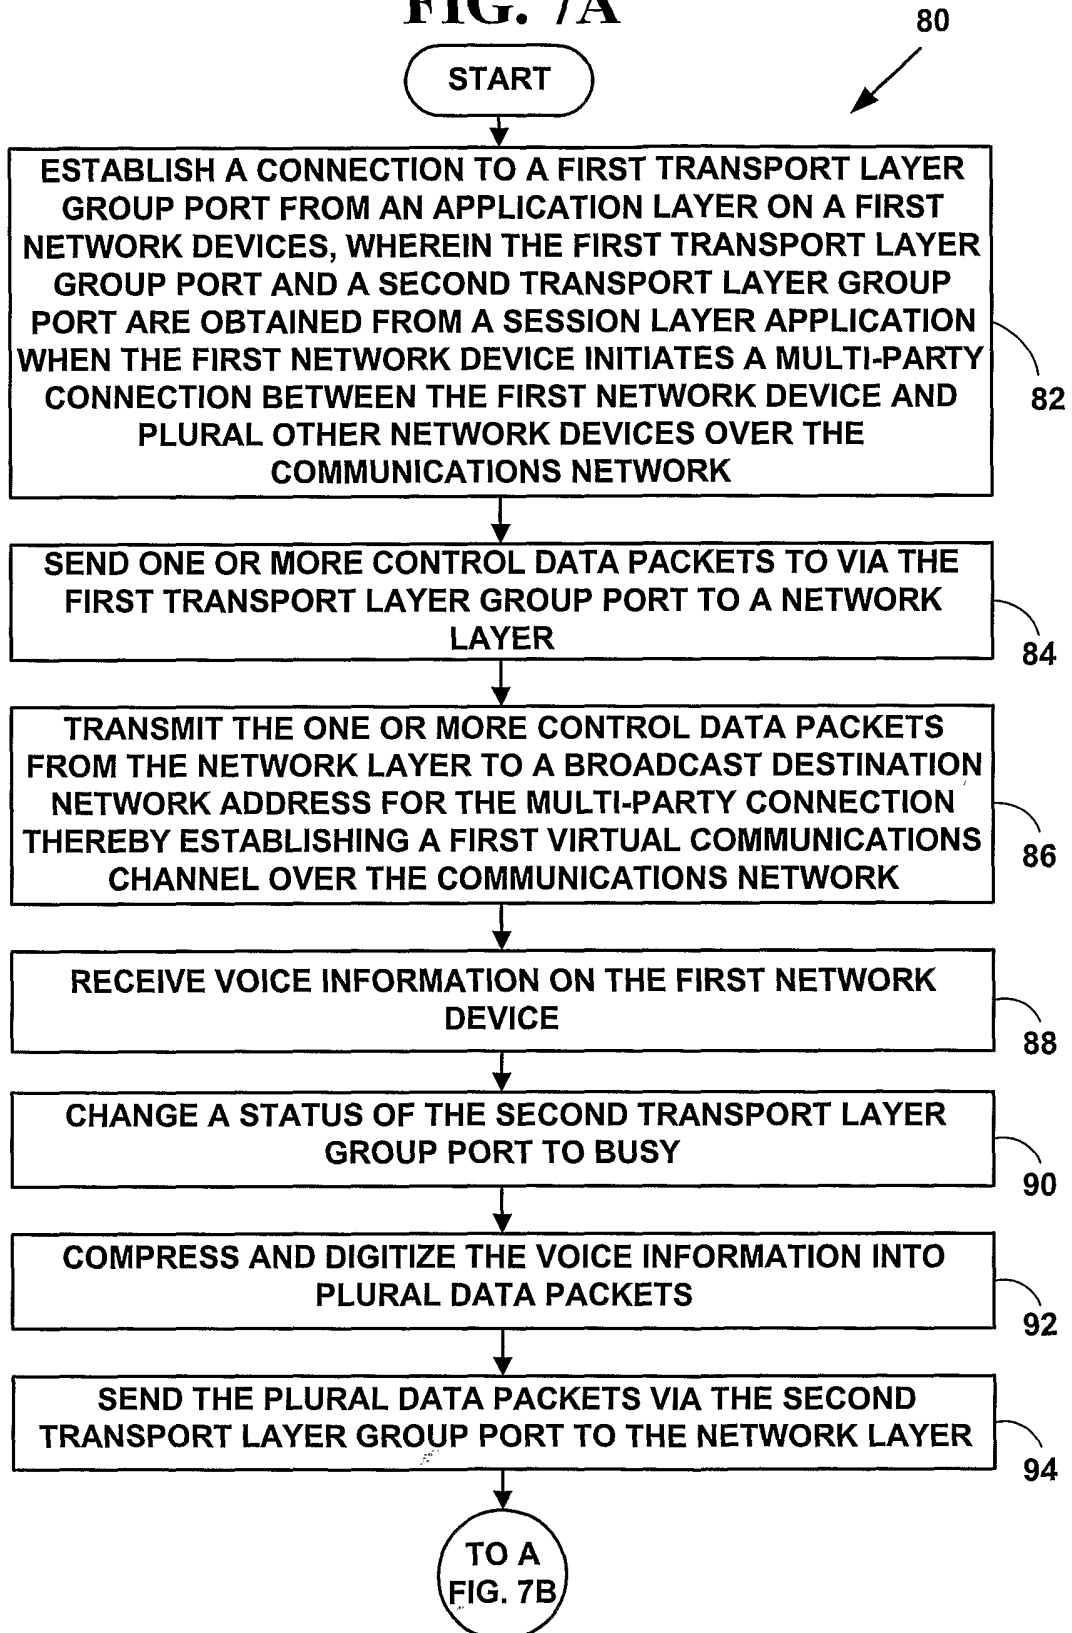 FIG. 7A
80
START
ESTABLISH A CONNECTION TO A FIRST TRANSPORT LAYER
GROUP PORT FROM AN APPLICATION LAYER ON A FIRST
NETWORK DEVICES, WHEREIN THE FIRST TRANSPORT LAYER
GROUP PORT AND A SECOND TRANSPORT LAYER GROUP
PORT ARE OBTAINED FROM A SESSION LAYER APPLICATION
WHEN THE FIRST NETWORK DEVICE INITIATES A MULTI-PARTY
CONNECTION BETWEEN THE FIRST NETWORK DEVICE AND
PLURAL OTHER NETWORK DEVICES OVER THE
COMMUNICATIONS NETWORK
82
SEND ONE OR MORE CONTROL DATA PACKETS TO VIA THE
FIRST TRANSPORT LAYER GROUP PORT TO A NETWORK
LAYER
84
TRANSMIT THE ONE OR MORE CONTROL DATA PACKETS
FROM THE NETWORK LAYER TO A BROADCAST DESTINATION
NETWORK ADDRESS FOR THE MULTI-PARTY CONNECTION
THEREBY ESTABLISHING A FIRST VIRTUAL COMMUNICATIONS
CHANNEL OVER THE COMMUNICATIONS NETWORK
86
RECEIVE VOICE INFORMATION ON THE FIRST NETWORK
DEVICE
88
CHANGE A STATUS OF THE SECOND TRANSPORT LAYER
GROUP PORT TO BUSY
90
COMPRESS AND DIGITIZE THE VOICE INFORMATION INTO
PLURAL DATA PACKETS
92
SEND THE PLURAL DATA PACKETS VIA THE SECOND
TRANSPORT LAYER GROUP PORT TO THE NETWORK LAYER
94
TO A
FIG. 7B